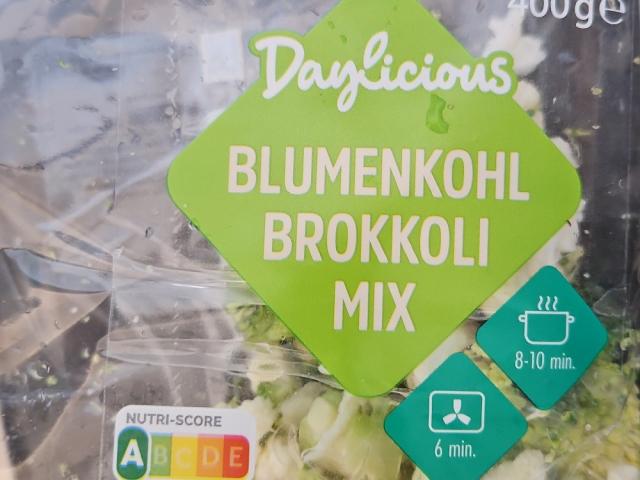 400g℮
Daylicious
BLUMENKOHL
BROKKOLI
MIX
8-10 min.
6 min.
NUTRI-SCORE
A B C D E